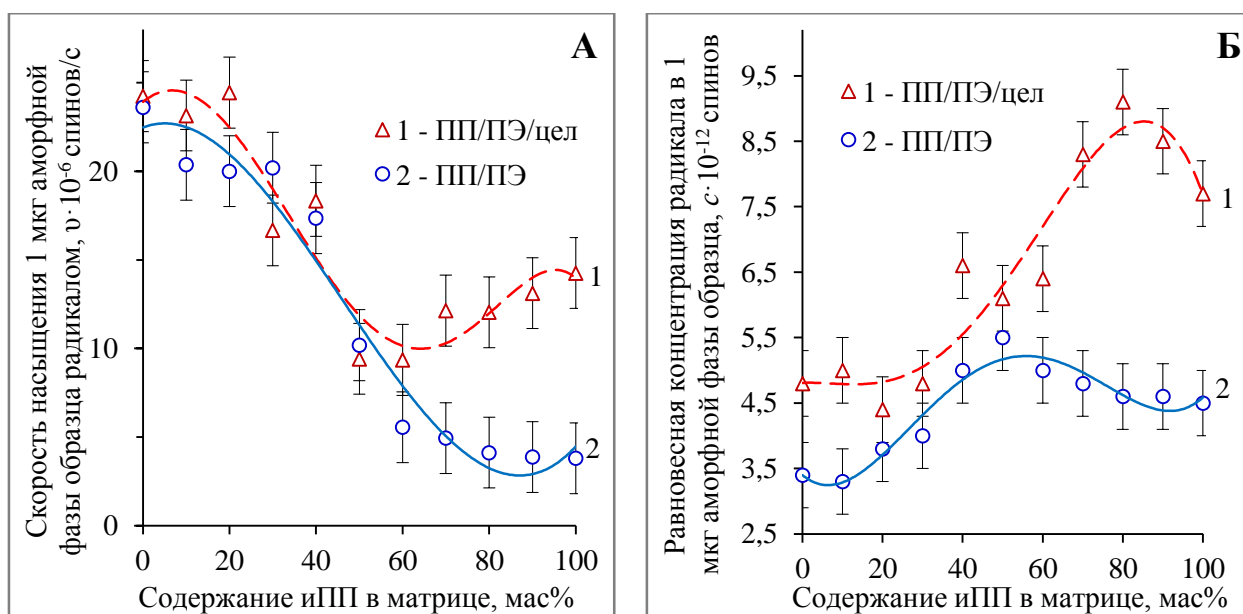 А
Скорость насыщения 1 мкг аморфной
фазы образца радикалом, υ·10⁻⁶ спинов/с
20
10
0
1 - ПП/ПЭ/цел
2 - ПП/ПЭ
1
2
0 20 40 60 80 100
Содержание иПП в матрице, мас%
Б
Равновесная концентрация радикала в 1
мкг аморфной фазы образца, с·10⁻¹² спинов
9,5
8,5
7,5
6,5
5,5
4,5
3,5
2,5
1 - ПП/ПЭ/цел
2 - ПП/ПЭ
1
2
0 20 40 60 80 100
Содержание иПП в матрице, мас%